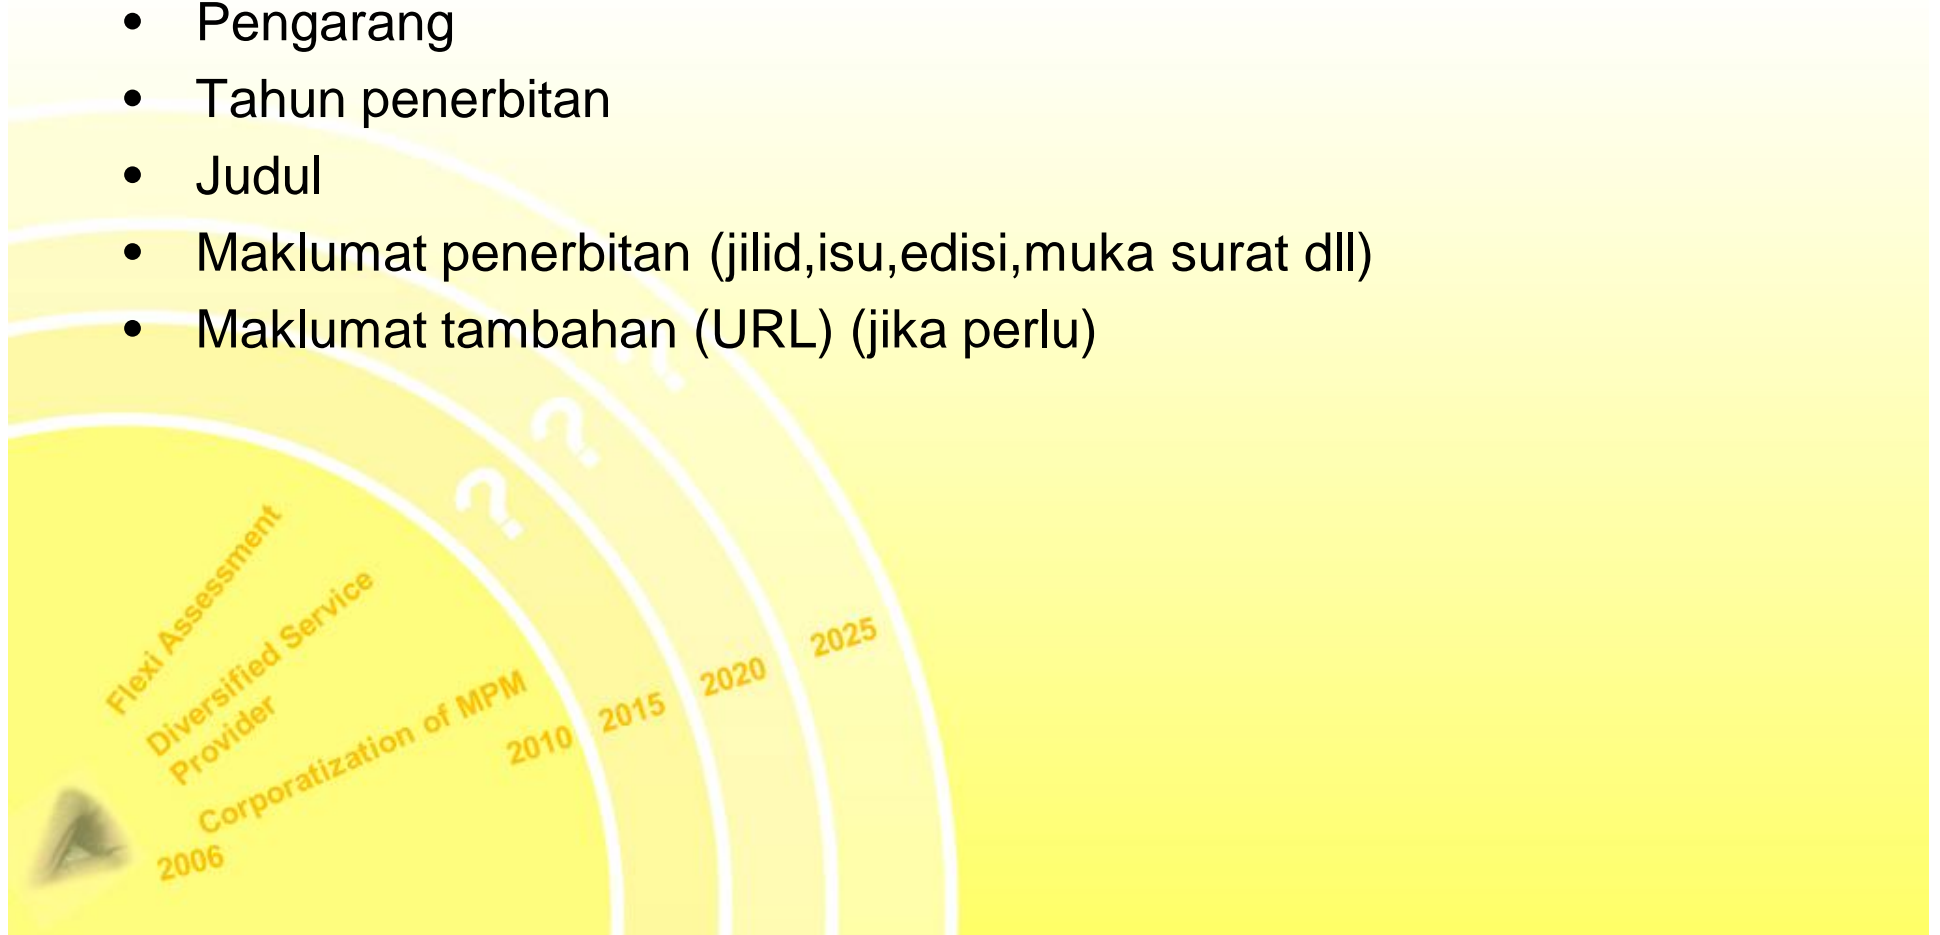 • Pengarang
• Tahun penerbitan
• Judul
• Maklumat penerbitan (jilid,isu,edisi,muka surat dll)
• Maklumat tambahan (URL) (jika perlu)
?
?
?
Flexi Assessment
Diversified Service
Provider
Corporatization of MPM
2006
2010
2015
2020
2025